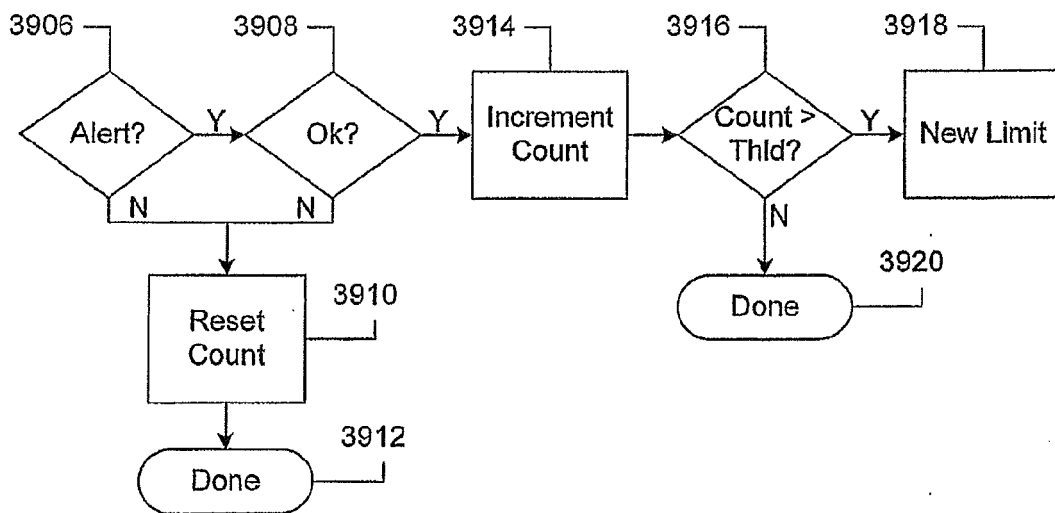 3906
3908
3914
3916
3918
Alert?
Y
Ok?
Y
Increment
Count
Count >
Thld?
Y
New Limit
N
N
N
Reset
Count
3910
Done
3920
Done
3912